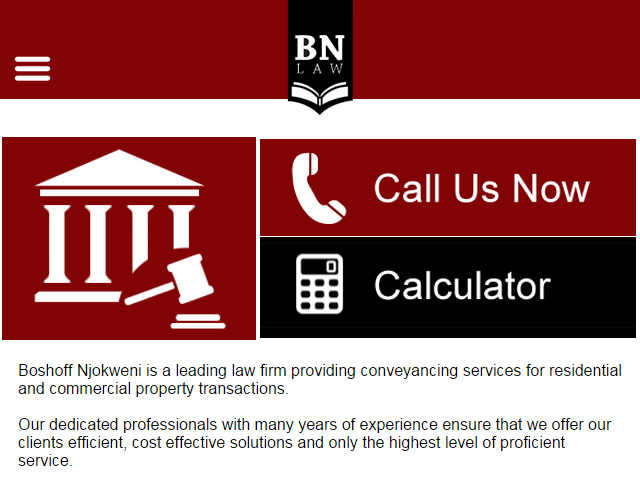 BN
LAW
Call Us Now
Calculator
Boshoff Njokweni is a leading law firm providing conveyancing services for residential
and commercial property transactions.
Our dedicated professionals with many years of experience ensure that we offer our
clients efficient, cost effective solutions and only the highest level of proficient
service.